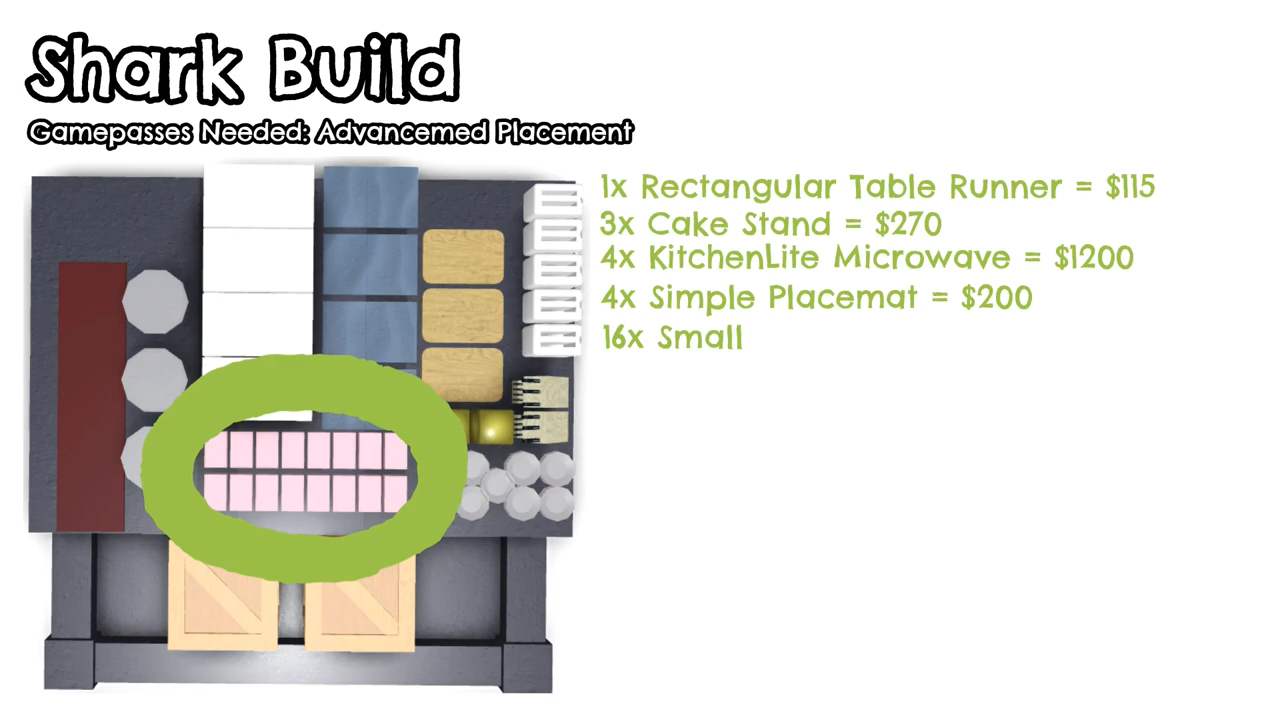 Shark Build
Gamepasses Needed: Advancemed Placement
1x Rectangular Table Runner = $115
3x Cake Stand = $270
4x KitchenLite Microwave = $1200
4x Simple Placemat = $200
16x Small